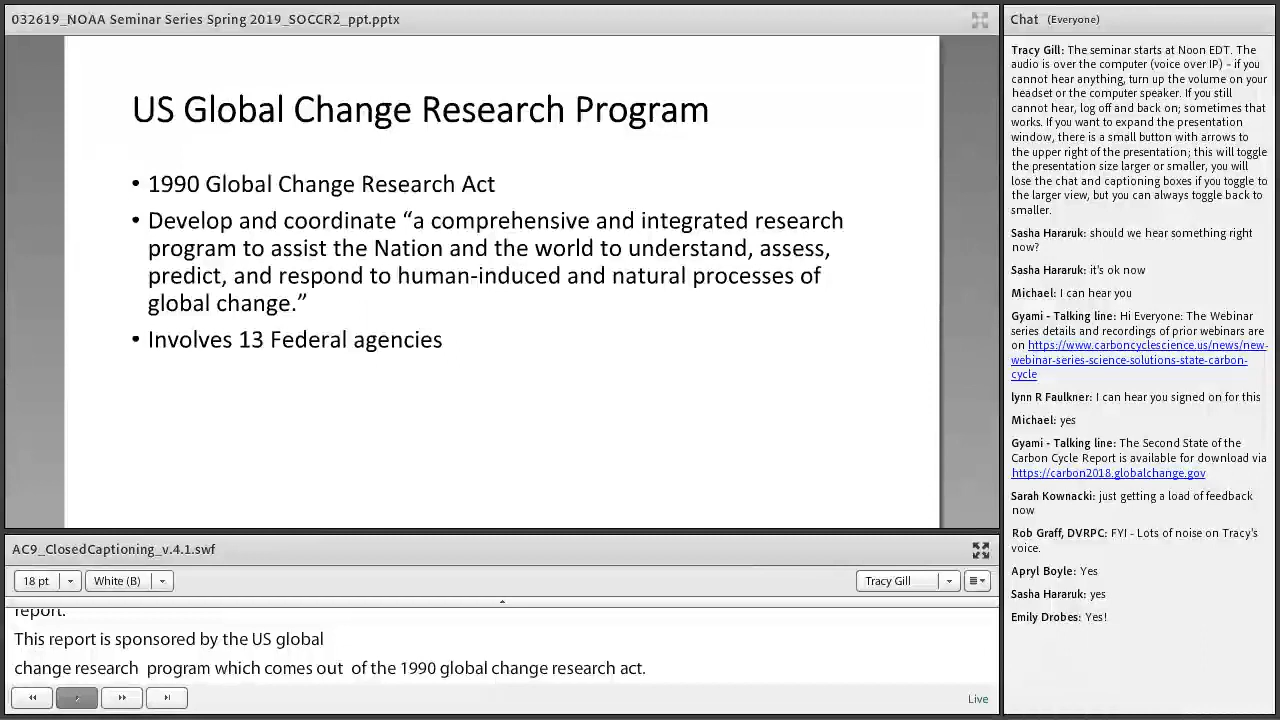 032619_NOAA Seminar Series Spring 2019_SOCCR2_ppt.pptx
US Global Change Research Program
• 1990 Global Change Research Act
• Develop and coordinate “a comprehensive and integrated research
program to assist the Nation and the world to understand, assess,
predict, and respond to human-induced and natural processes of
global change.”
• Involves 13 Federal agencies
AC9_ClosedCaptioning_v.4.1.swf
18 pt
White (B)
Tracy Gill
report.
This report is sponsored by the US global
change research  program which comes out  of the 1990 global change research act.
Live
Chat (Everyone)
Tracy Gill: The seminar starts at Noon EDT. The
audio is over the computer (voice over IP) - if you
cannot hear anything, turn up the volume on your
headset or the computer speaker. If you still
cannot hear, log off and back on; sometimes that
works. If you want to expand the presentation
window, there is a small button with arrows to
the upper right of the presentation; this will toggle
the presentation size larger or smaller, you will
lose the chat and captioning boxes if you toggle to
the larger view, but you can always toggle back to
smaller.
Sasha Hararuk: should we hear something right
now?
Sasha Hararuk: it's ok now
Michael: I can hear you
Gyami - Talking line: Hi Everyone: The Webinar
series details and recordings of prior webinars are
on https://www.carboncyclescience.us/news/new-
webinar-series-science-solutions-state-carbon-
cycle
lynn R Faulkner: I can hear you signed on for this
Michael: yes
Gyami - Talking line: The Second State of the
Carbon Cycle Report is available for download via
https://carbon2018.globalchange.gov
Sarah Kownacki: just getting a load of feedback
now
Rob Graff, DVRPC: FYI - Lots of noise on Tracy's
voice.
Apryl Boyle: Yes
Sasha Hararuk: yes
Emily Drobes: Yes!